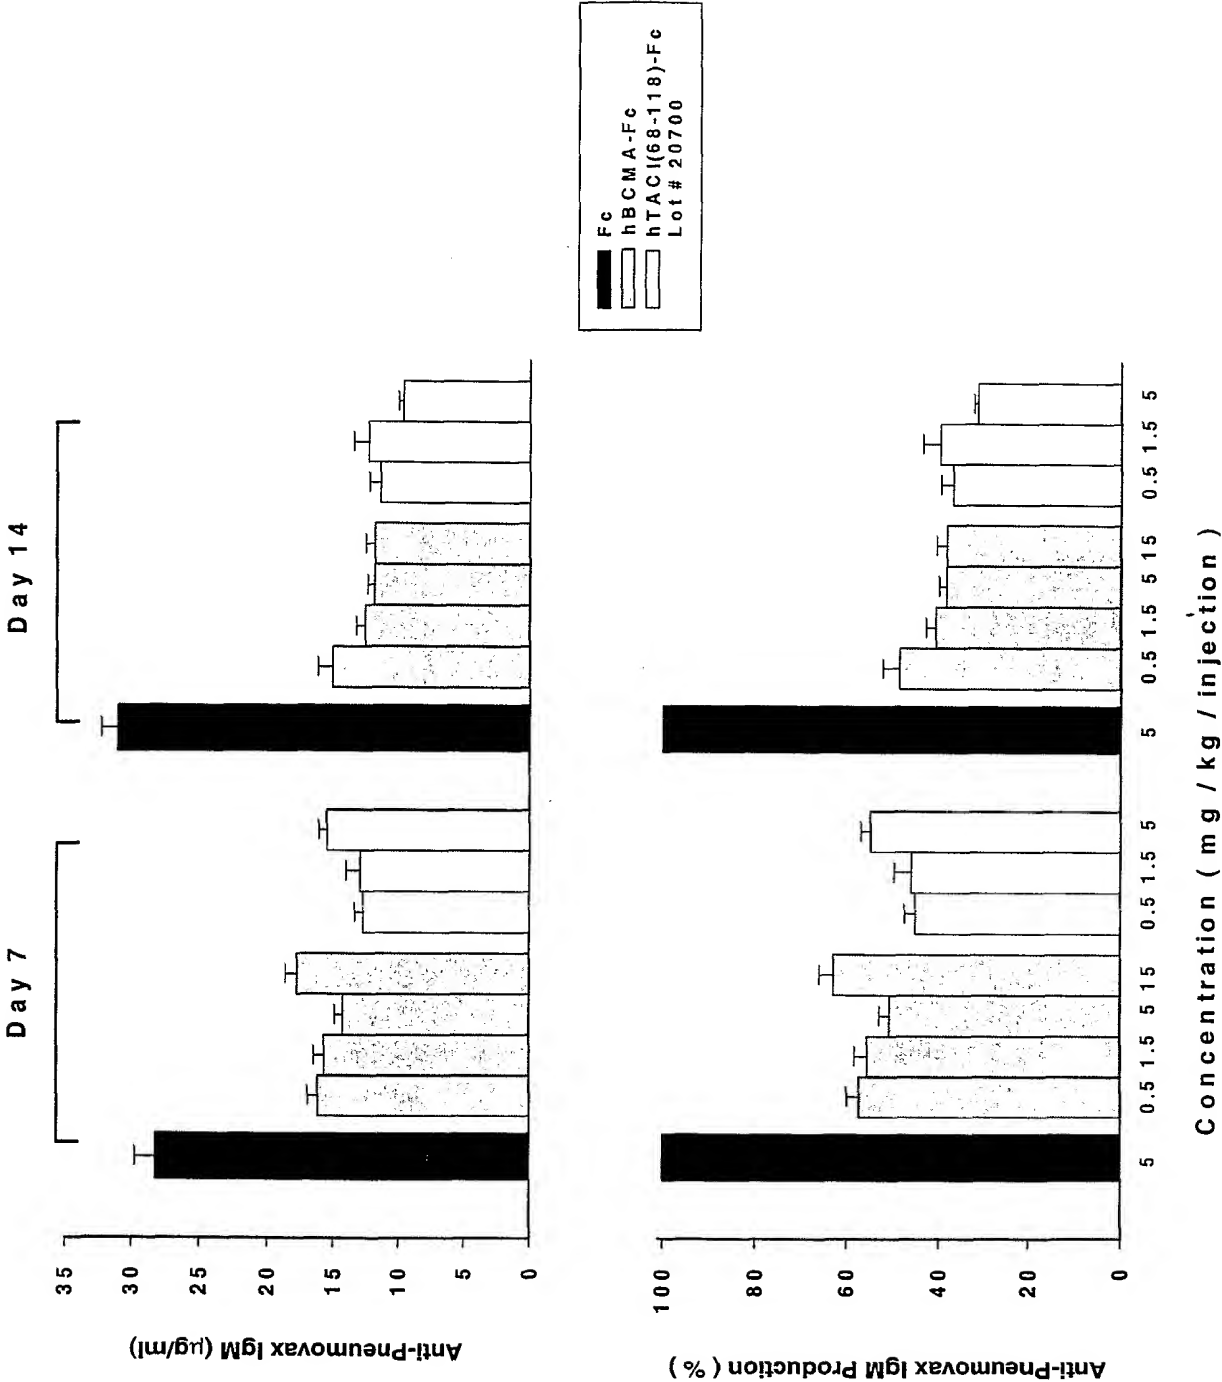 Day 7
Day 14
Anti-Pneumovax IgM (µg/ml)
35
30
25
20
15
10
5
0
Fc
hBCMA-Fc
hTACI(68-118)-Fc
Lot # 20700
Anti-Pneumovax IgM Production ( % )
100
80
60
40
20
0
5 0.5 1.5 5 15 0.5 1.5 5 5 0.5 1.5 5 15 0.5 1.5 5
Concentration ( mg / kg / injection )